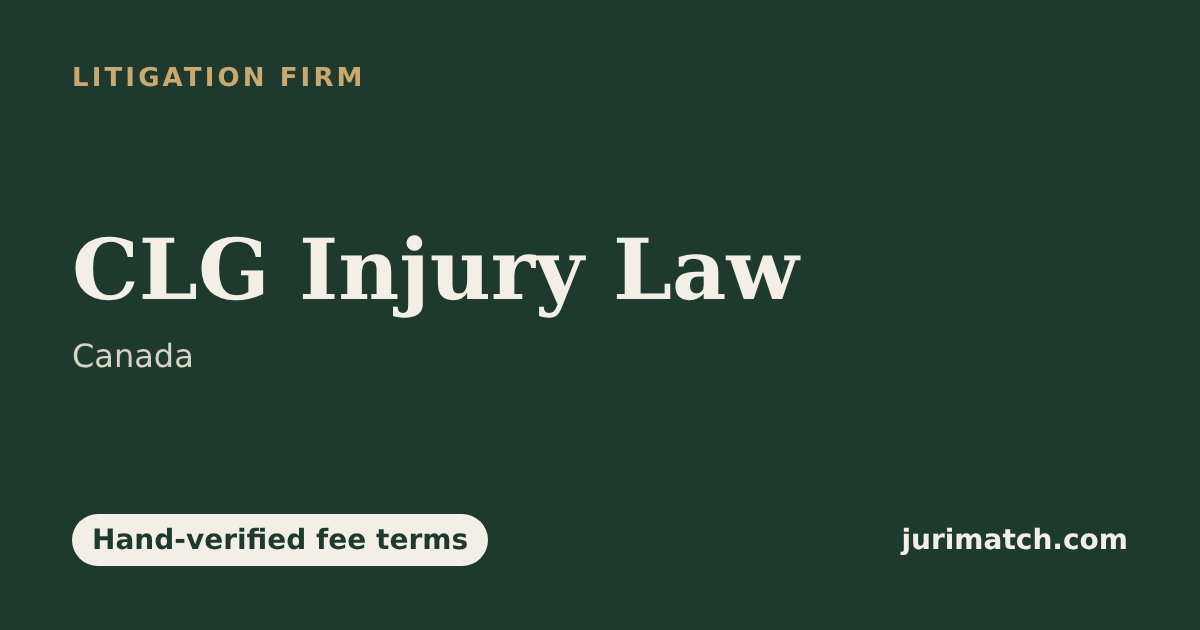 LITIGATION FIRM
CLG Injury Law
Canada
Hand-verified fee terms
jurimatch.com